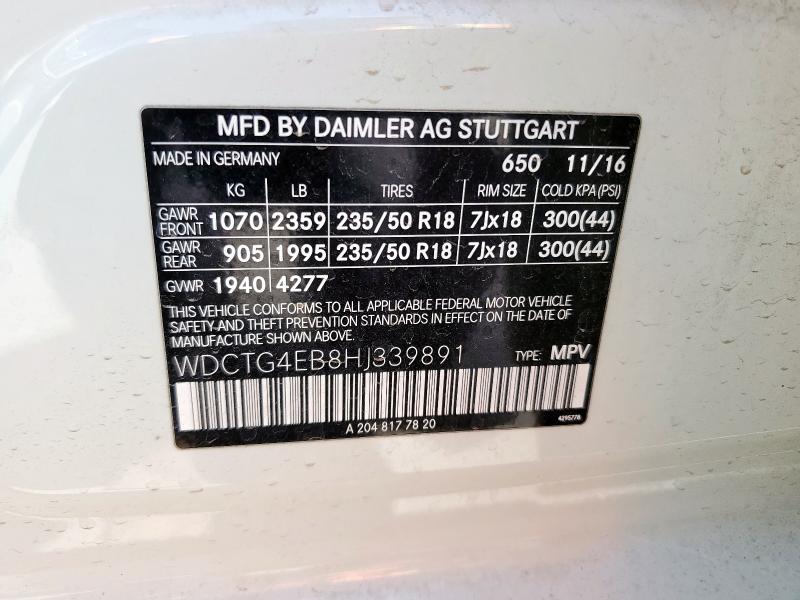 MFD BY DAIMLER AG STUTTGART
MADE IN GERMANY 650 11/16
KG LB TIRES RIM SIZE COLD KPA(PSI)
GAWR FRONT 1070 2359 235/50 R18 7Jx18 300(44)
GAWR REAR 905 1995 235/50 R18 7Jx18 300(44)
GVWR 1940 4277
THIS VEHICLE CONFORMS TO ALL APPLICABLE FEDERAL MOTOR VEHICLE
SAFETY-AND THEFT PREVENTION STANDARDS IN EFFECT ON THE DATE OF
MANUFACTURE SHOWN ABOVE.
WDCTG4EB8HJ339891 TYPE: MPV
A 204 817 78 20 4295778